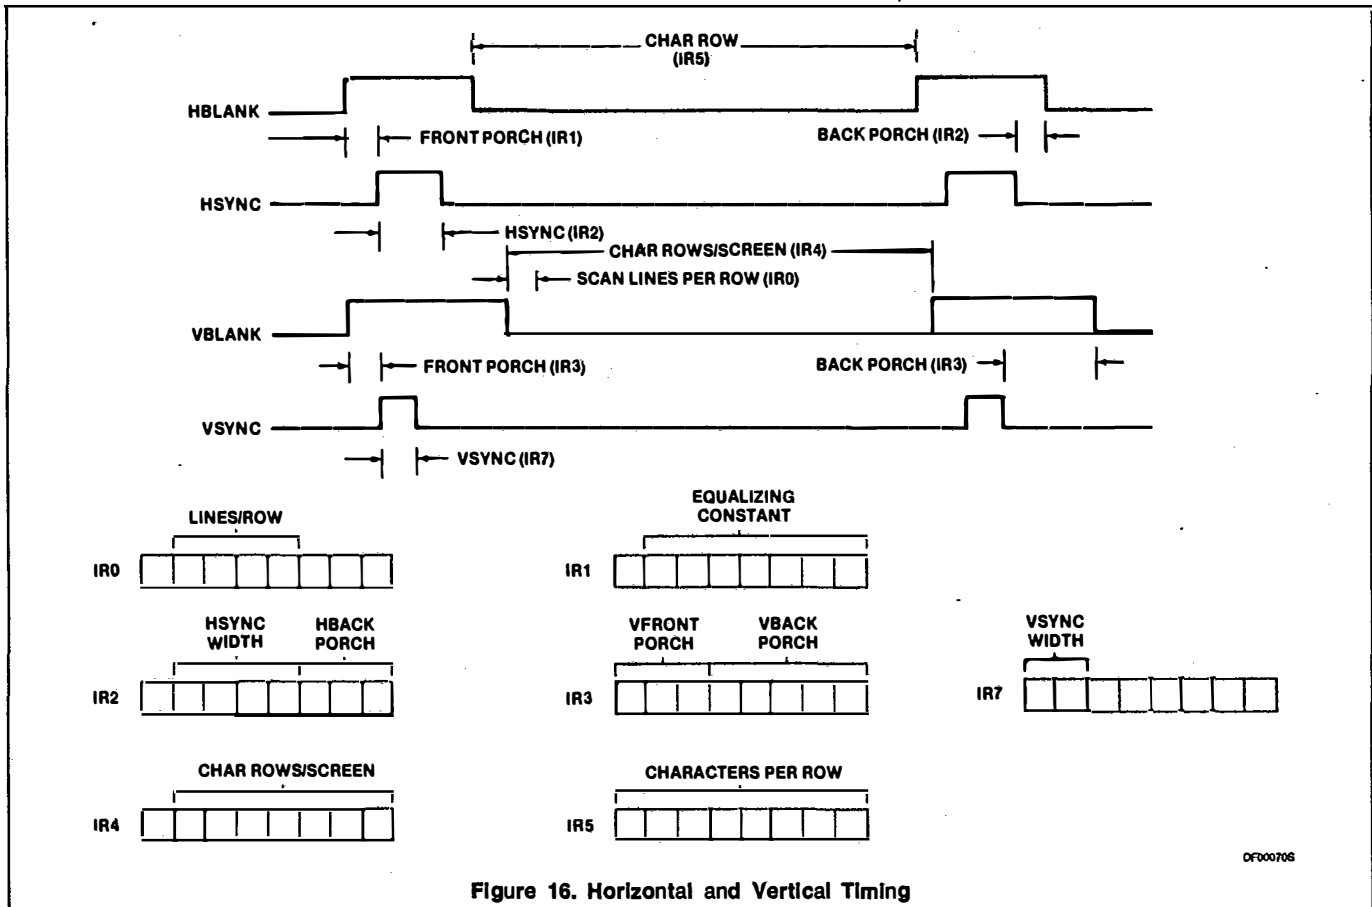 CHAR ROW
(IR5)
HBLANK
FRONT PORCH (IR1)
BACK PORCH (IR2)
HSYNC
HSYNC (IR2)
CHAR ROWS/SCREEN (IR4)
SCAN LINES PER ROW (IR0)
VBLANK
FRONT PORCH (IR3)
BACK PORCH (IR3)
VSYNC
VSYNC (IR7)
LINES/ROW
IR0
EQUALIZING
CONSTANT
IR1
HSYNC
WIDTH
HBACK
PORCH
IR2
VFRONT
PORCH
VBACK
PORCH
IR3
VSYNC
WIDTH
IR7
CHAR ROWS/SCREEN
IR4
CHARACTERS PER ROW
IR5
DF00070S
Figure 16. Horizontal and Vertical Timing